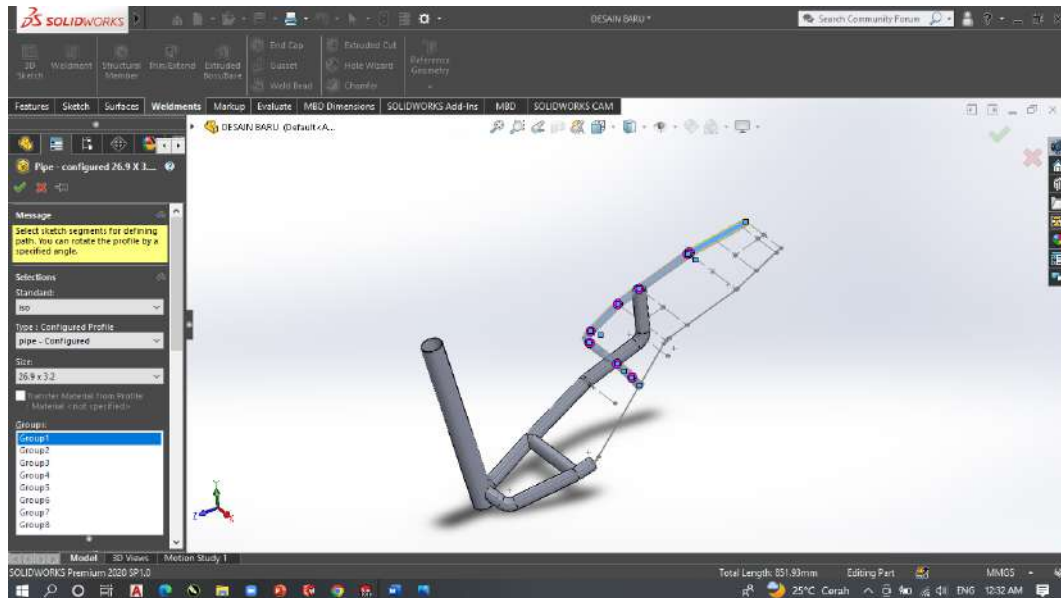 SOLIDWORKS
DESAIN BARU *
Search Community Forum
3D Sketch
Weldment
Structural Member
Trim/Extend
Extruded Boss/Base
End Cap
Gusset
Weld Bead
Extruded Cut
Hole Wizard
Chamfer
Reference Geometry
Features Sketch Surfaces Weldments Markup Evaluate MBD Dimensions SOLIDWORKS Add-Ins MBD SOLIDWORKS CAM
DESAIN BARU (Default<A...
Pipe - configured 26.9 X 3....
Message
Select sketch segments for defining
path. You can rotate the profile by a
specified angle.
Selections
Standard:
iso
Type : Configured Profile
pipe - Configured
Size:
26.9 x 3.2
Transfer Material from Profile
Material <not specified>
Groups:
Group1
Group2
Group3
Group4
Group5
Group6
Group7
Group8
Y
Z
X
Model 3D Views Motion Study 1
SOLIDWORKS Premium 2020 SP1.0
Total Length: 851.93mm Editing Part MMGS
25°C Cerah ENG 12:32 AM